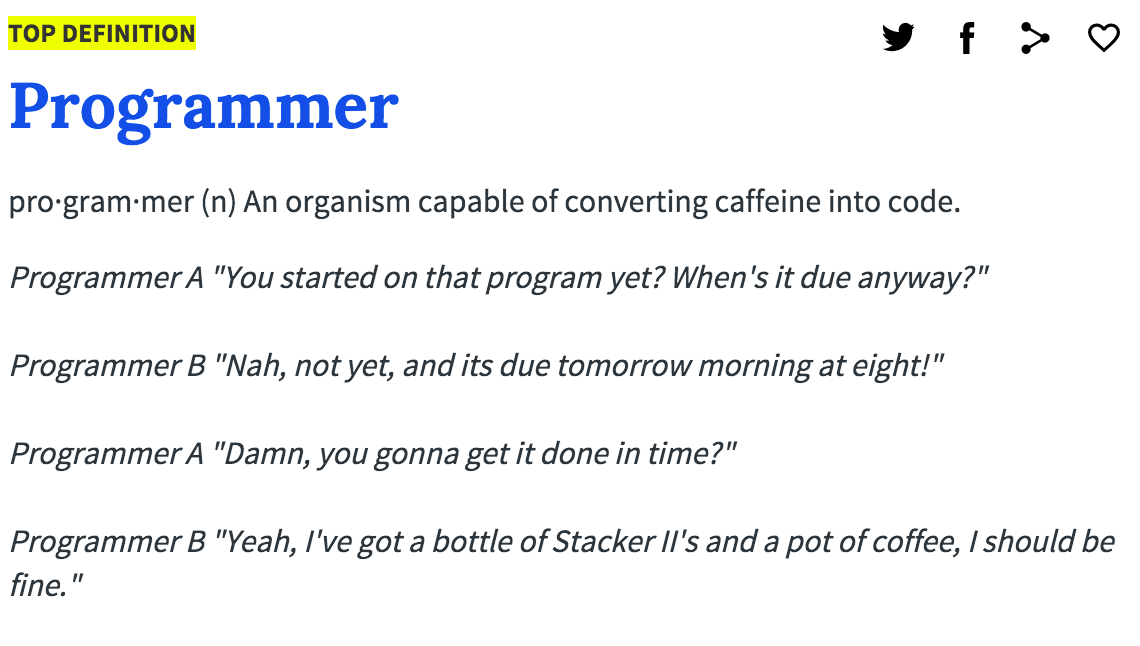 TOP DEFINITION
Programmer
pro·gram·mer (n) An organism capable of converting caffeine into code.
Programmer A "You started on that program yet? When's it due anyway?"
Programmer B "Nah, not yet, and its due tomorrow morning at eight!"
Programmer A "Damn, you gonna get it done in time?"
Programmer B "Yeah, I've got a bottle of Stacker II's and a pot of coffee, I should be
fine."